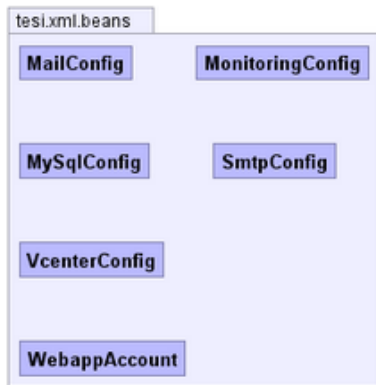 tesi.xml.beans
MailConfig
MonitoringConfig
MySqlConfig
SmtpConfig
VcenterConfig
WebappAccount